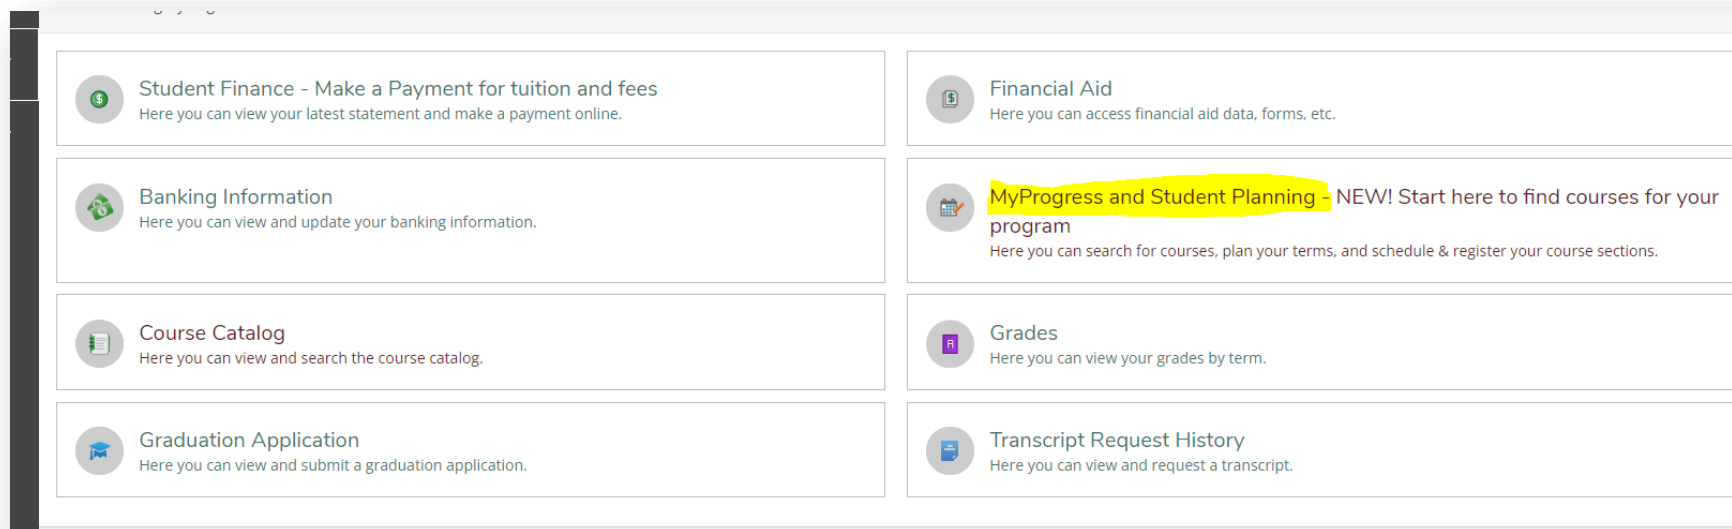 Student Finance - Make a Payment for tuition and fees
Here you can view your latest statement and make a payment online.
Financial Aid
Here you can access financial aid data, forms, etc.
Banking Information
Here you can view and update your banking information.
MyProgress and Student Planning - NEW! Start here to find courses for your
program
Here you can search for courses, plan your terms, and schedule & register your course sections.
Course Catalog
Here you can view and search the course catalog.
Grades
Here you can view your grades by term.
Graduation Application
Here you can view and submit a graduation application.
Transcript Request History
Here you can view and request a transcript.